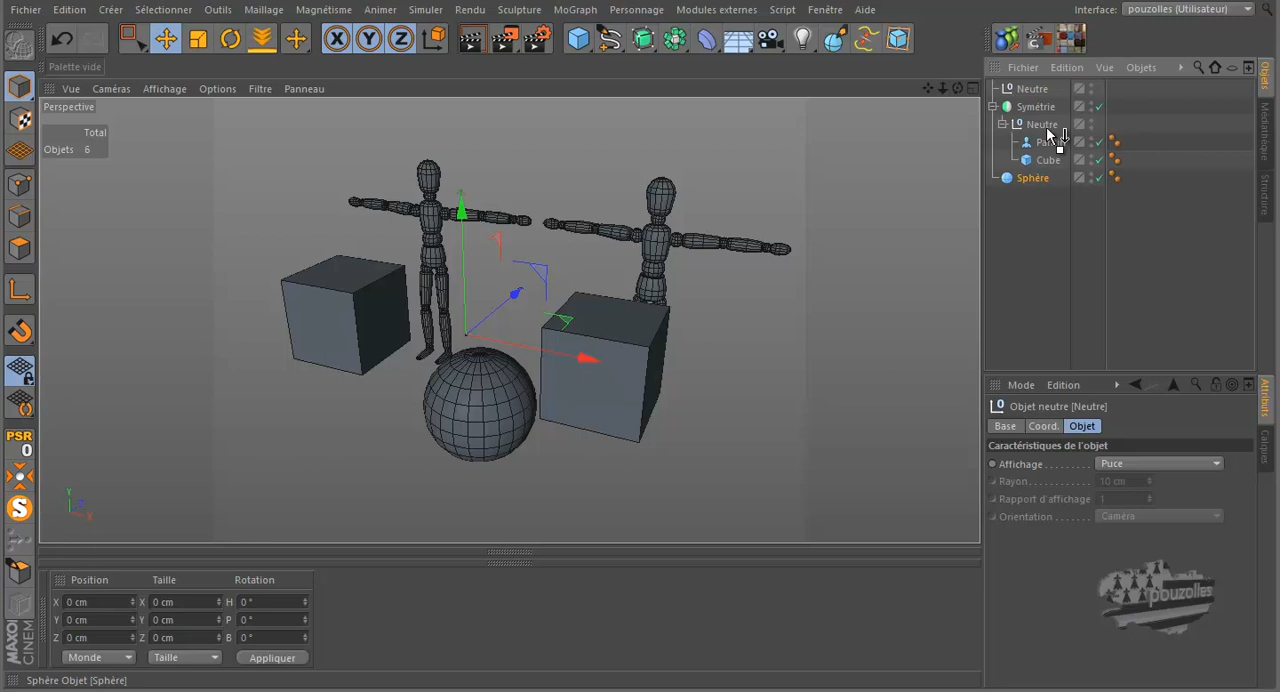 Fichier Edition Créer Sélectionner Outils Maillage Magnétisme Animer Simuler Rendu Sculpture MoGraph Personnage Modules externes Script Fenêtre Aide Interface: pouzolles (Utilisateur)
X Y Z
Palette vide
Fichier Edition Vue Objets
Vue Caméras Affichage Options Filtre Panneau
Perspective
Total
Objets 6
Neutre
Symétrie
Neutre
Cube
Sphère
Objets
Médiathèque
Structure
Mode Edition
Objet neutre [Neutre]
Base Coord. Objet
Caractéristiques de l'objet
Affichage Puce
Rayon 10 cm
Rapport d'affichage 1
Orientation Caméra
Attributs
Calques
pouzolles
PSR
0
S
Y
X
Position Taille Rotation
X 0 cm X 0 cm H 0 °
Y 0 cm Y 0 cm P 0 °
Z 0 cm Z 0 cm B 0 °
Monde Taille Appliquer
MAXON
CINEMA
Sphère Objet [Sphère]